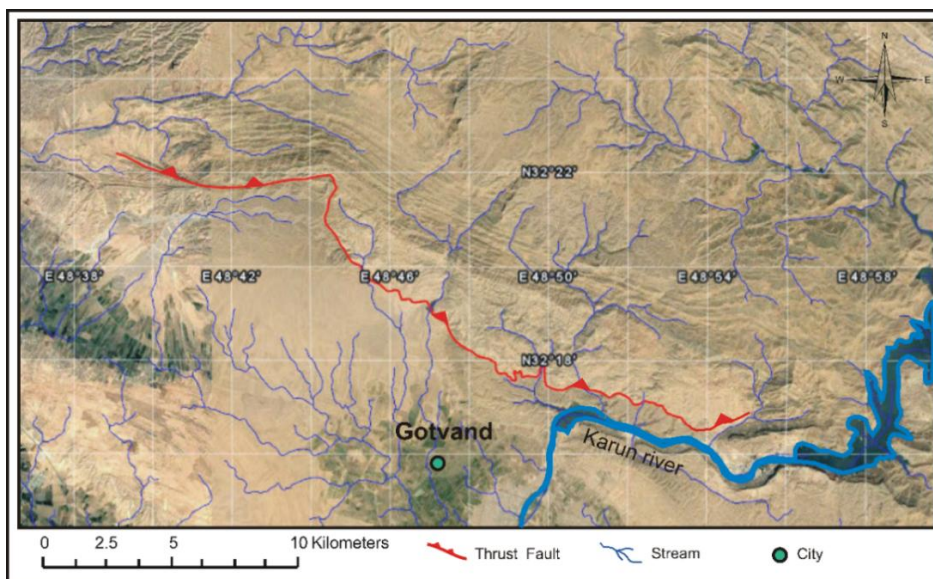 N
W E
S
N32°22'
E 48°38' E 48°42' E 48°46' E 48°50' E 48°54' E 48°58'
N32°18'
Gotvand
Karun river
0 2.5 5 10 Kilometers
Thrust Fault Stream City